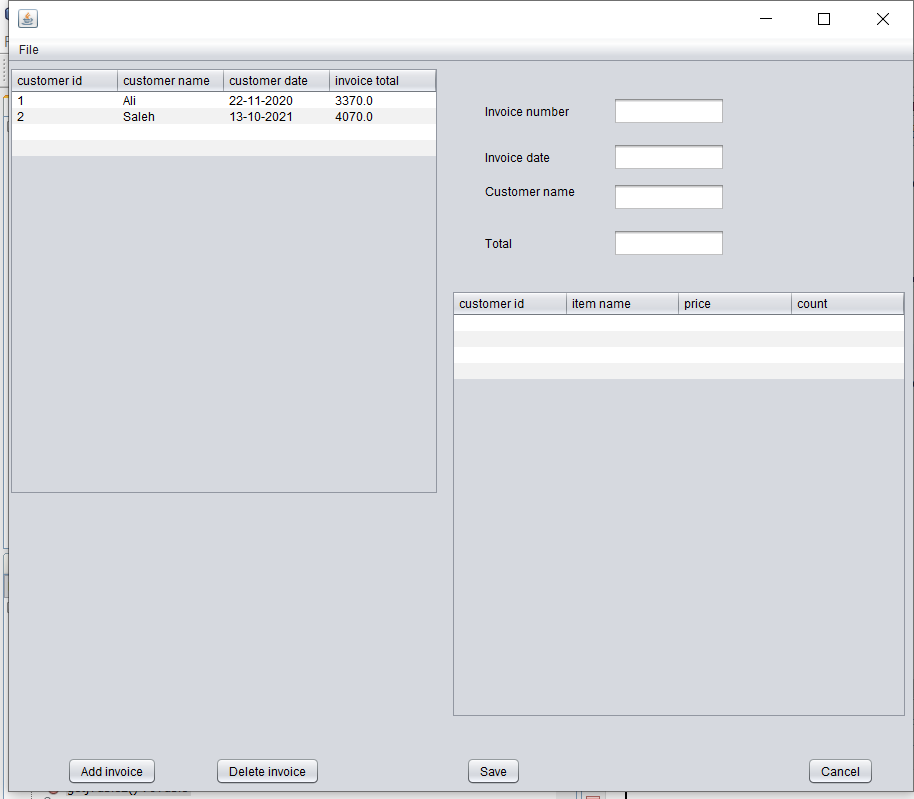 File
customer id customer name customer date invoice total
1 Ali 22-11-2020 3370.0
2 Saleh 13-10-2021 4070.0
Invoice number
Invoice date
Customer name
Total
customer id item name price count
Add invoice Delete invoice Save Cancel